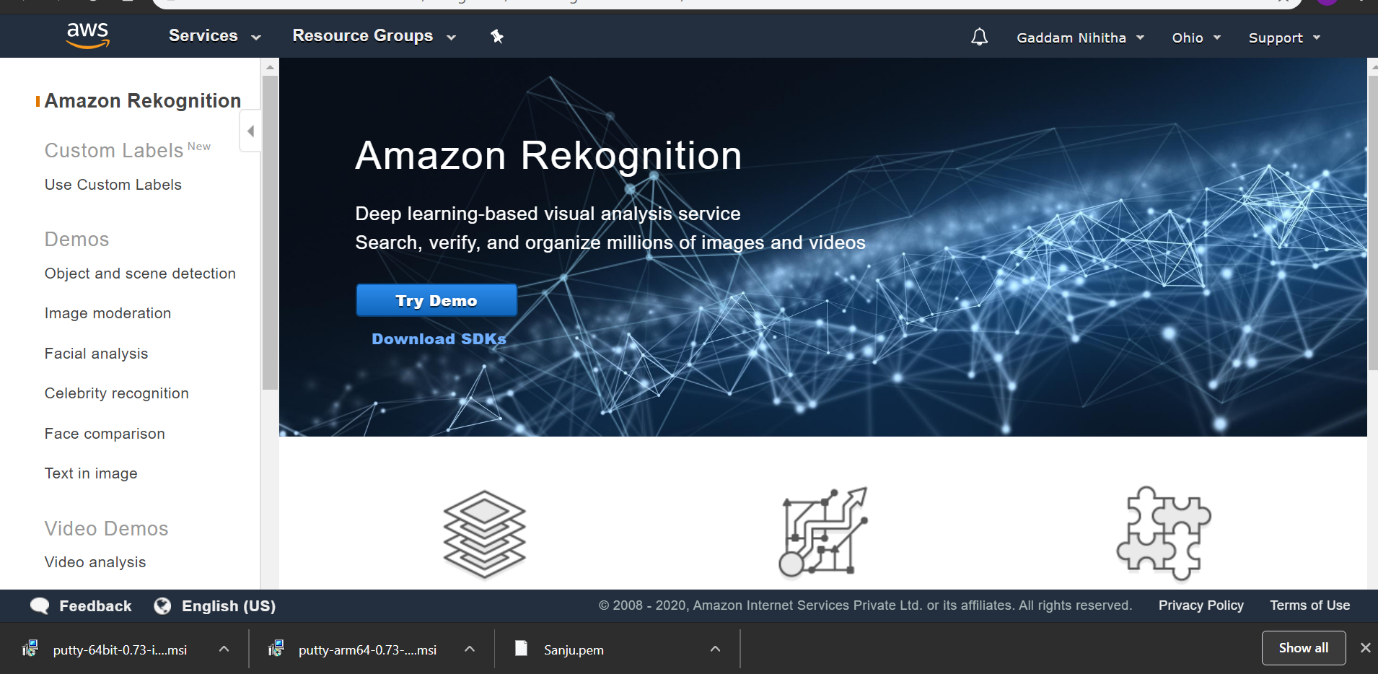 aws
Services
Resource Groups
Gaddam Nihitha
Ohio
Support
Amazon Rekognition
Custom Labels New
Use Custom Labels
Demos
Object and scene detection
Image moderation
Facial analysis
Celebrity recognition
Face comparison
Text in image
Video Demos
Video analysis
Amazon Rekognition
Deep learning-based visual analysis service
Search, verify, and organize millions of images and videos
Try Demo
Download SDKs
Feedback
English (US)
© 2008 - 2020, Amazon Internet Services Private Ltd. or its affiliates. All rights reserved.
Privacy Policy
Terms of Use
putty-64bit-0.73-i....msi
putty-arm64-0.73-....msi
Sanju.pem
Show all